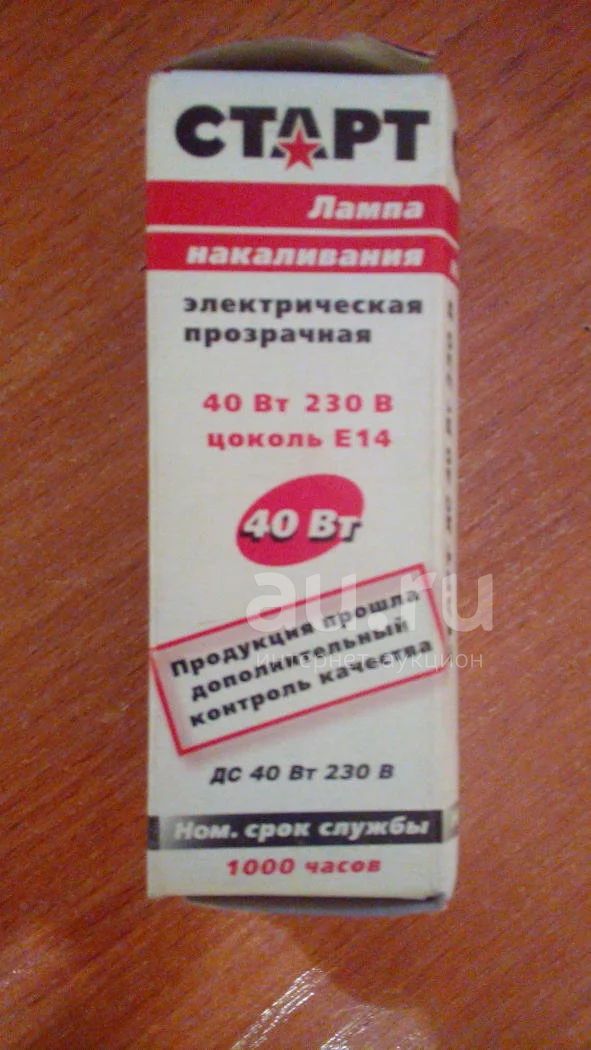 СТАРТ
Лампа
накаливания
электрическая
прозрачная
40 Вт 230 В
цоколь Е14
40 Вт
au.ru
интернет-аукцион
Продукция прошла
дополнительный
контроль качества
ДС 40 Вт 230 В
Ном. срок службы
1000 часов